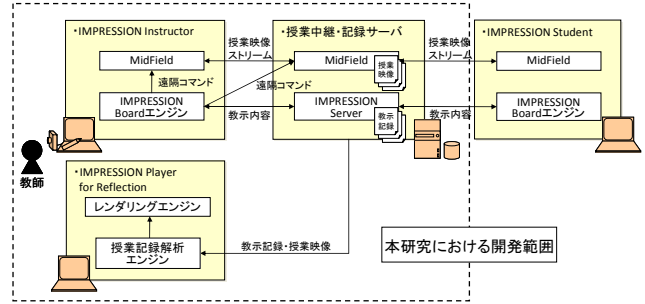 ・IMPRESSION Instructor
MidField
遠隔コマンド
IMPRESSION
Boardエンジン
授業映像
ストリーム
遠隔コマンド
教示内容
・授業中継・記録サーバ
MidField
授業
映像
IMPRESSION
Server
教示
記録
授業映像
ストリーム
教示内容
・IMPRESSION Student
MidField
IMPRESSION
Boardエンジン
教師
・IMPRESSION Player
for Reflection
レンダリングエンジン
授業記録解析
エンジン
教示記録・授業映像
本研究における開発範囲